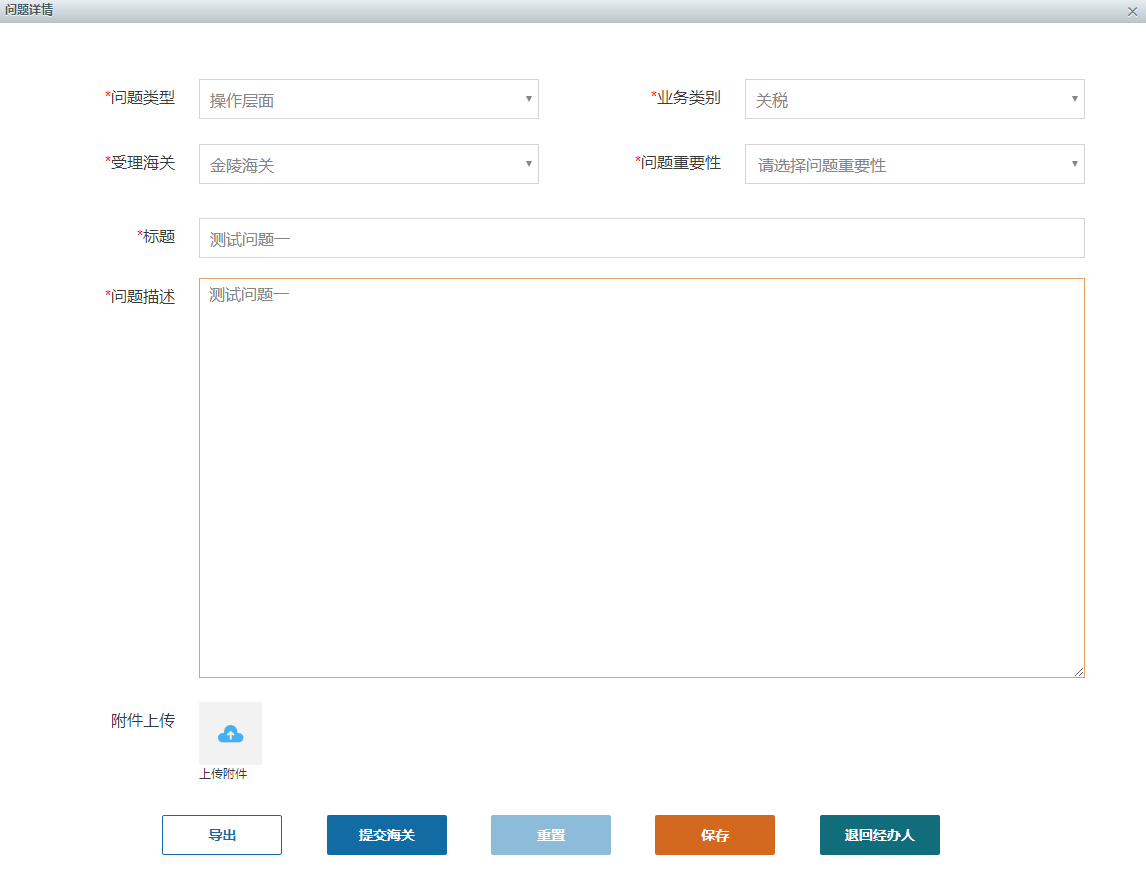 问题详情
*问题类型
操作层面
*业务类别
关税
*受理海关
金陵海关
*问题重要性
请选择问题重要性
*标题
测试问题一
*问题描述
测试问题一
附件上传
上传附件
导出
提交海关
重置
保存
退回经办人